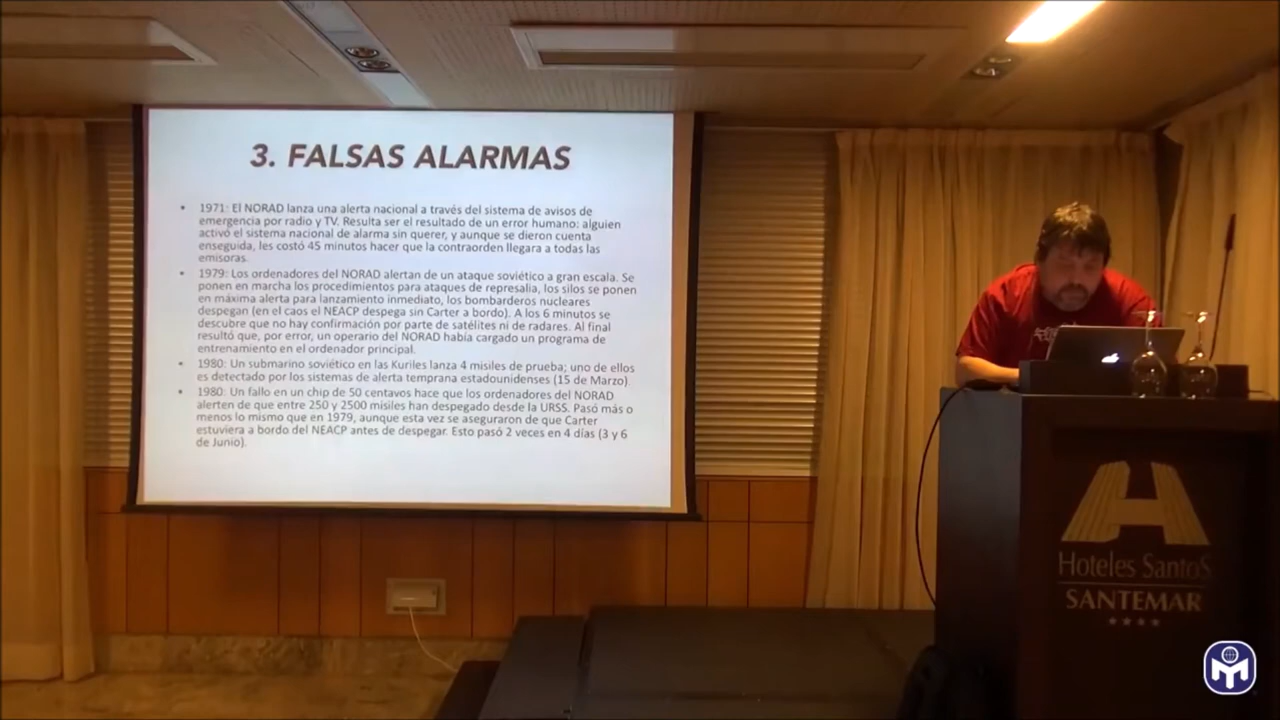 3. FALSAS ALARMAS
• 1971: El NORAD lanza una alerta nacional a través del sistema de avisos de
emergencia por radio y TV. Resulta ser el resultado de un error humano: alguien
activó el sistema nacional de alarma sin querer, y aunque se dieron cuenta
enseguida, les costó 45 minutos hacer que la contraorden llegara a todas las
emisoras.
• 1979: Los ordenadores del NORAD alertan de un ataque soviético a gran escala. Se
ponen en marcha los procedimientos para ataques de represalia, los silos se ponen
en máxima alerta para lanzamiento inmediato, los bombarderos nucleares
despegan (en el caos el NEACP despega sin Carter a bordo). A los 6 minutos se
descubre que no hay confirmación por parte de satélites ni de radares. Al final
resultó que, por error, un operario del NORAD había cargado un programa de
entrenamiento en el ordenador principal.
• 1980: Un submarino soviético en las Kuriles lanza 4 misiles de prueba; uno de ellos
es detectado por los sistemas de alerta temprana estadounidenses (15 de Marzo).
• 1980: Un fallo en un chip de 50 centavos hace que los ordenadores del NORAD
alerten de que entre 250 y 2500 misiles han despegado desde la URSS. Pasó más o
menos lo mismo que en 1979, aunque esta vez se aseguraron de que Carter
estuviera a bordo del NEACP antes de despegar. Esto pasó 2 veces en 4 días (3 y 6
de Junio).
Hoteles Santos
SANTEMAR